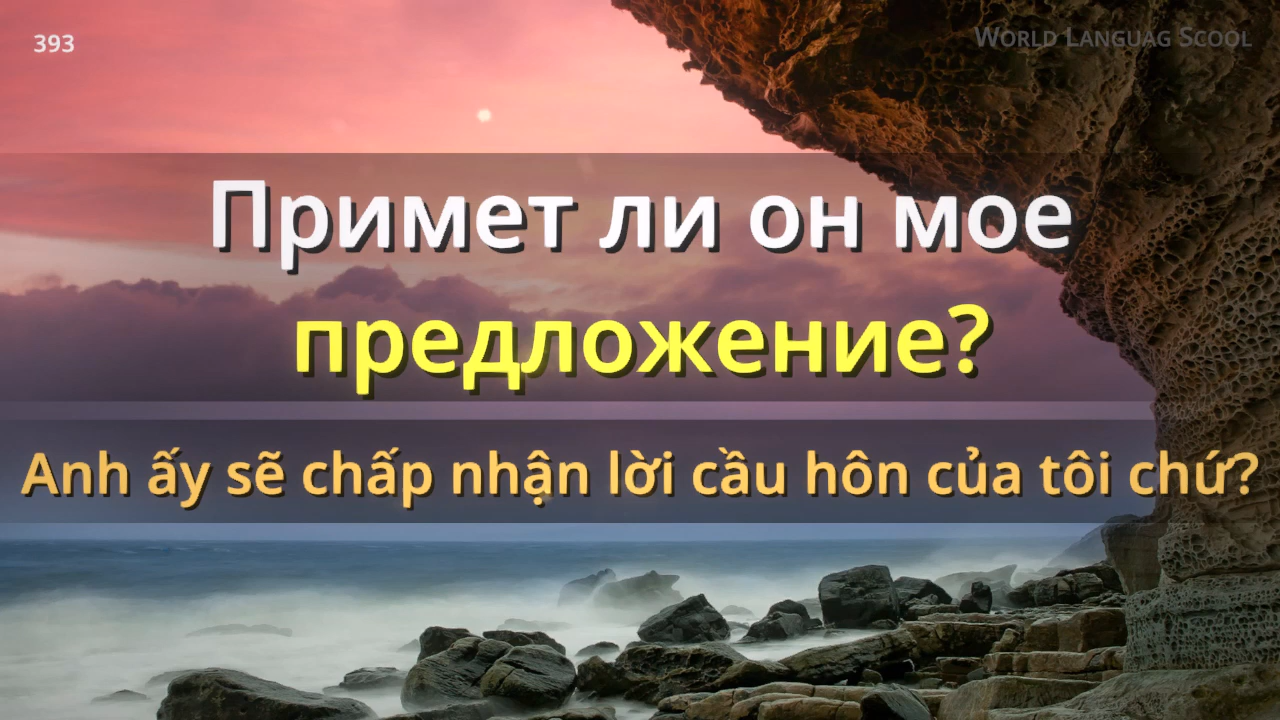 393
World Languag Scool
Примет ли он мое
предложение?
Anh ấy sẽ chấp nhận lời cầu hôn của tôi chứ?